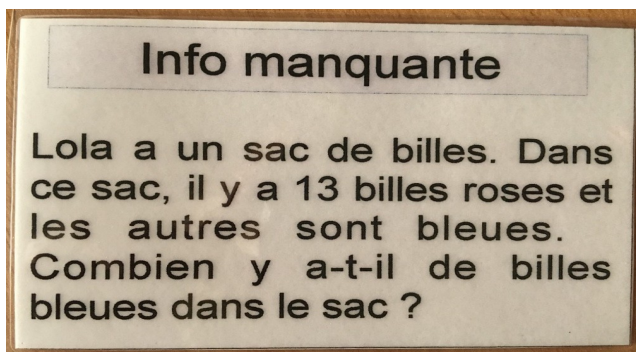 Info manquante
Lola a un sac de billes. Dans
ce sac, il y a 13 billes roses et
les autres sont bleues.
Combien y a-t-il de billes
bleues dans le sac ?